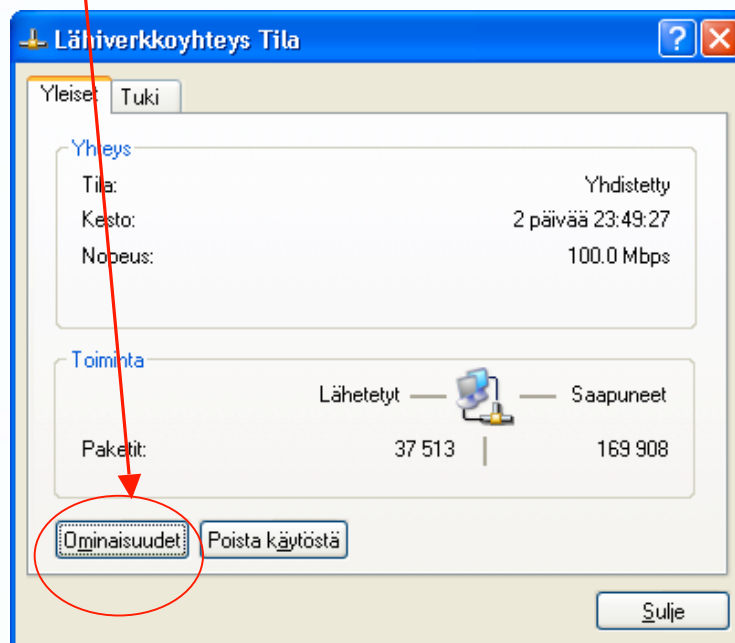 Lähiverkkoyhteys Tila
Yleiset Tuki
Yhteys
Tila: Yhdistetty
Kesto: 2 päivää 23:49:27
Nopeus: 100.0 Mbps
Toiminta
Lähetetyt Saapuneet
Paketit: 37 513 169 908
Ominaisuudet Poista käytöstä
Sulje